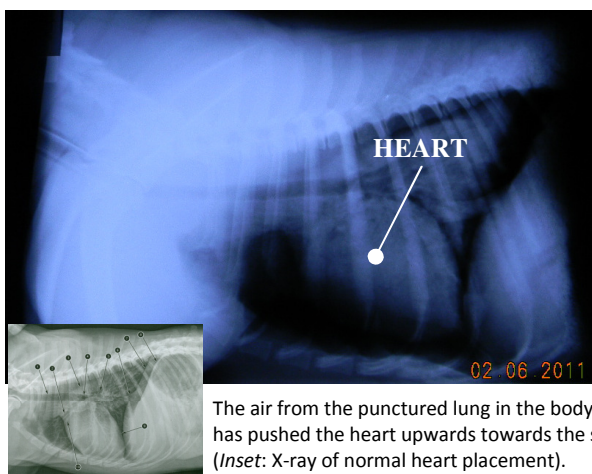 HEART
02 06 2011
The air from the punctured lung in the body
has pushed the heart upwards towards the
(Inset: X-ray of normal heart placement).